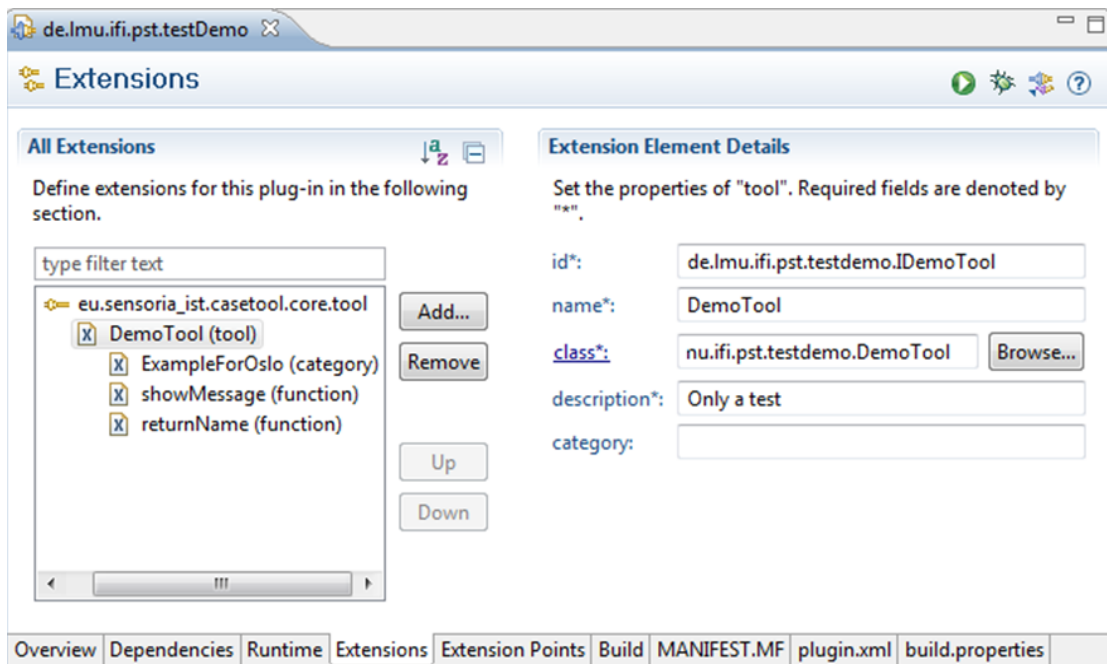 de.lmu.ifi.pst.testDemo
Extensions
All Extensions
Define extensions for this plug-in in the following
section.
type filter text
eu.sensoria_ist.casetool.core.tool
DemoTool (tool)
ExampleForOslo (category)
showMessage (function)
returnName (function)
Add...
Remove
Up
Down
Extension Element Details
Set the properties of "tool". Required fields are denoted by
"*".
id*: de.lmu.ifi.pst.testdemo.IDemoTool
name*: DemoTool
class*: nu.ifi.pst.testdemo.DemoTool Browse...
description*: Only a test
category:
Overview Dependencies Runtime Extensions Extension Points Build MANIFEST.MF plugin.xml build.properties